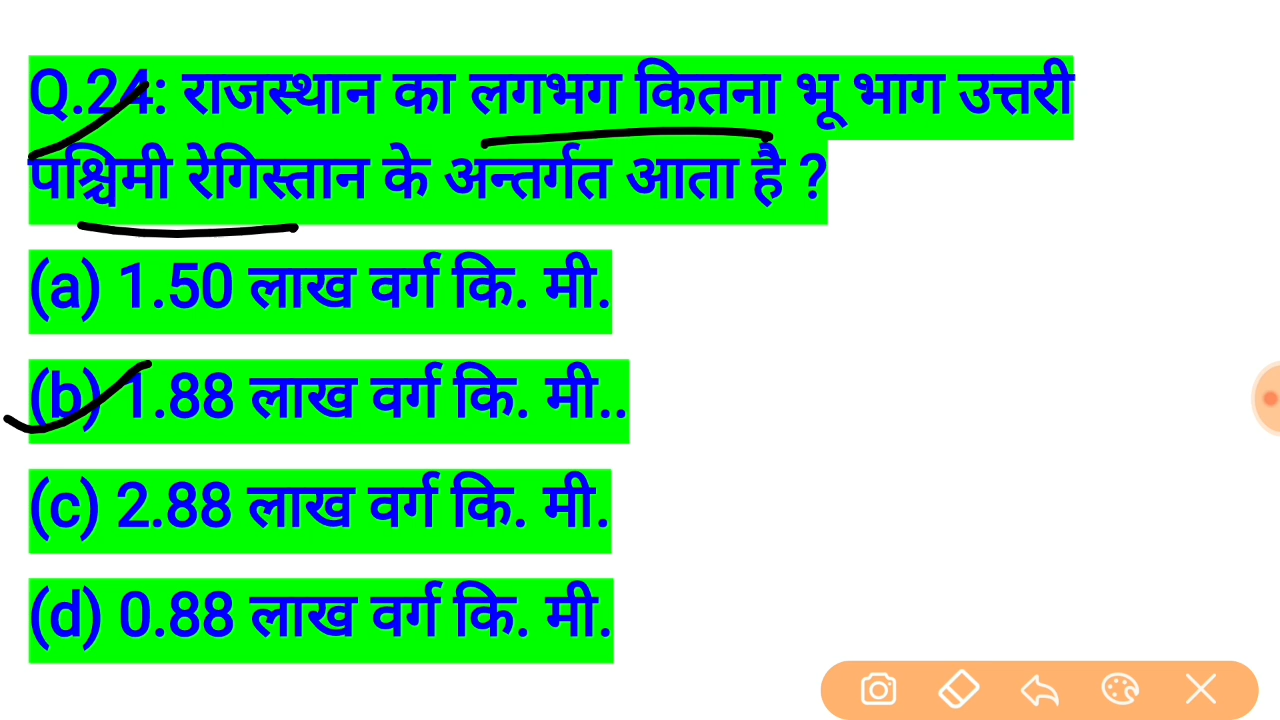 Q.24: राजस्थान का लगभग कितना भू भाग उत्तरी
पश्चिमी रेगिस्तान के अन्तर्गत आता है ?
(a) 1.50 लाख वर्ग कि. मी.
(b) 1.88 लाख वर्ग कि. मी..
(c) 2.88 लाख वर्ग कि. मी.
(d) 0.88 लाख वर्ग कि. मी.